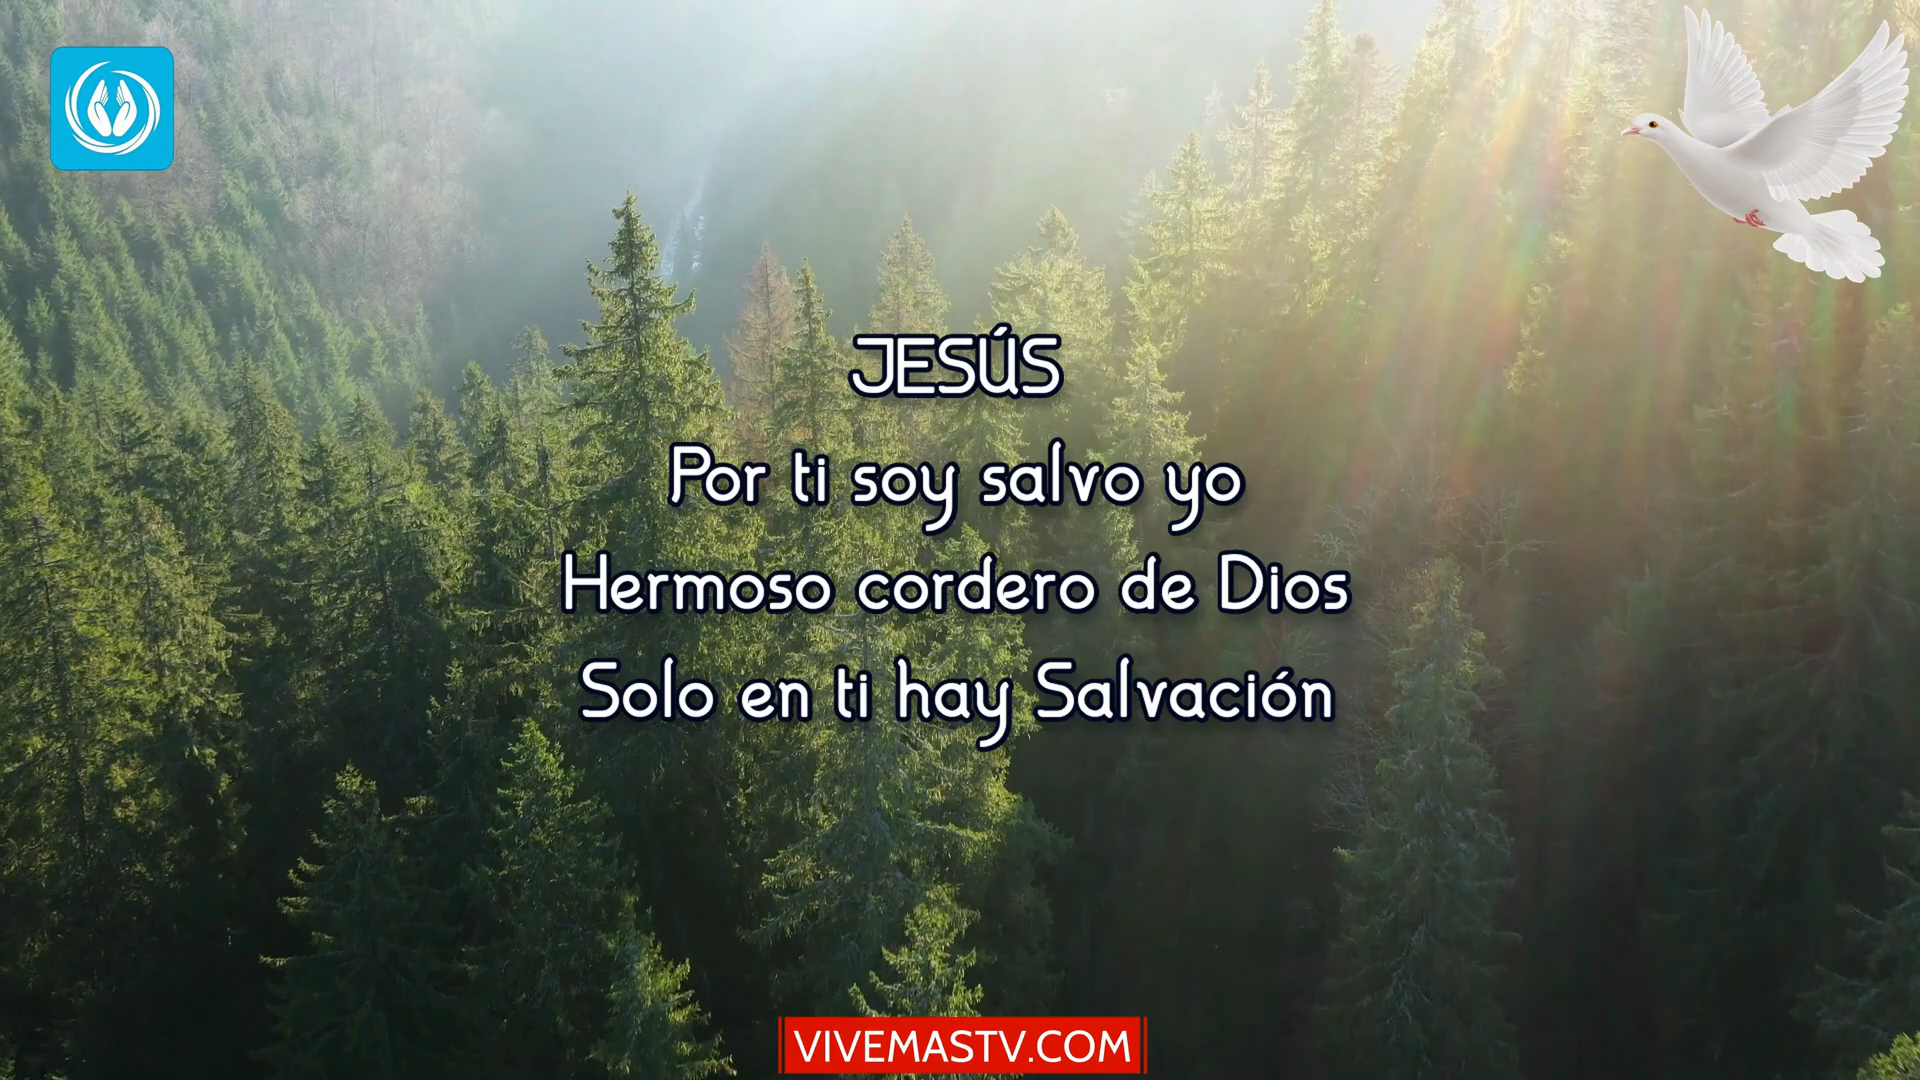 JESÚS
Por ti soy salvo yo
Hermoso cordero de Dios
Solo en ti hay Salvación
VIVEMASTV.COM